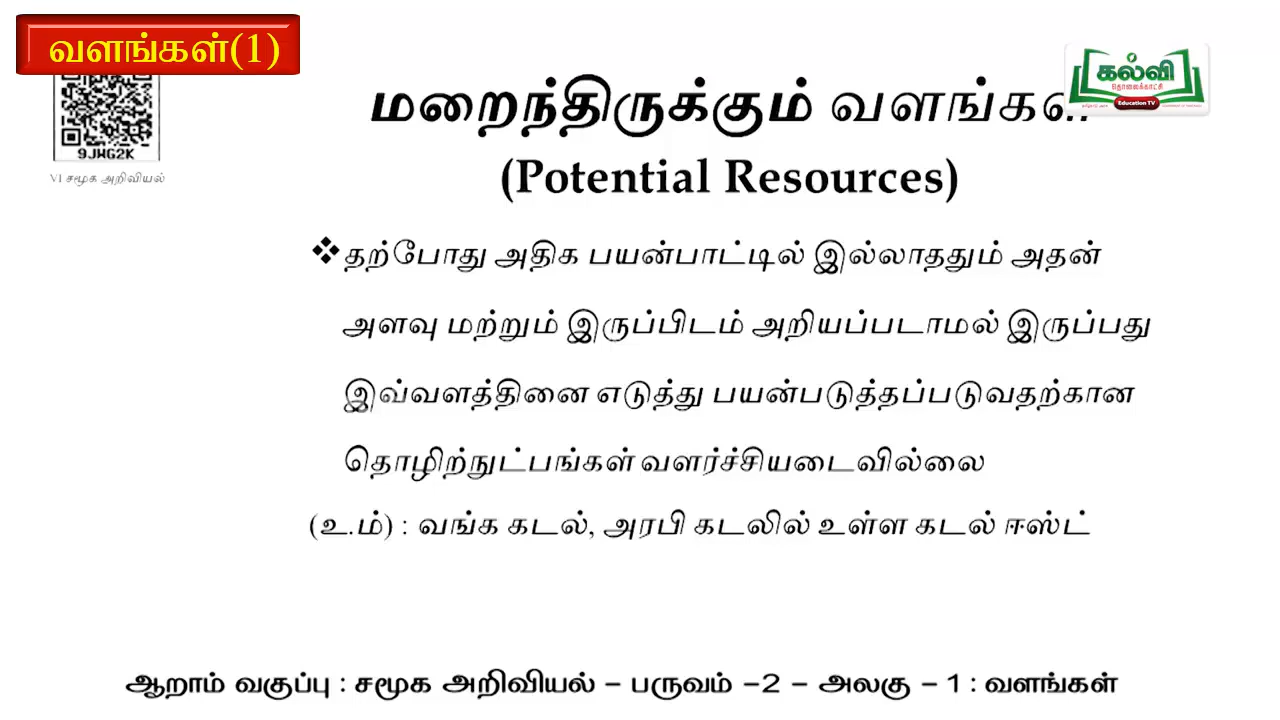 வளங்கள்(1)
9JWG2K
VI சமூக அறிவியல்
மறைந்திருக்கும் வளங்கள்
(Potential Resources)
கல்வி
தொலைக்காட்சி
Education TV
❖தற்போது அதிக பயன்பாட்டில் இல்லாததும் அதன்
அளவு மற்றும் இருப்பிடம் அறியப்படாமல் இருப்பது
இவ்வளத்தினை எடுத்து பயன்படுத்தப்படுவதற்கான
தொழிற்நுட்பங்கள் வளர்ச்சியடைவில்லை
(உ.ம்) : வங்க கடல், அரபி கடலில் உள்ள கடல் ஈஸ்ட்
ஆறாம் வகுப்பு : சமூக அறிவியல் – பருவம் –2 – அலகு – 1 : வளங்கள்